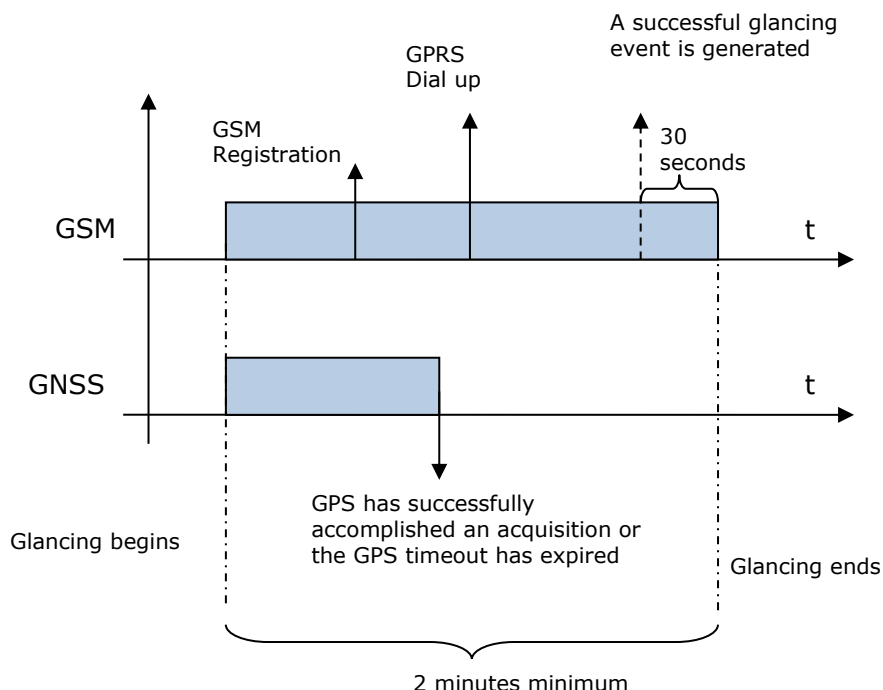 A successful glancing
event is generated
GPRS
Dial up
GSM
Registration
30
seconds
GSM
t
GNSS
t
GPS has successfully
accomplished an acquisition or
the GPS timeout has expired
Glancing begins
Glancing ends
2 minutes minimum